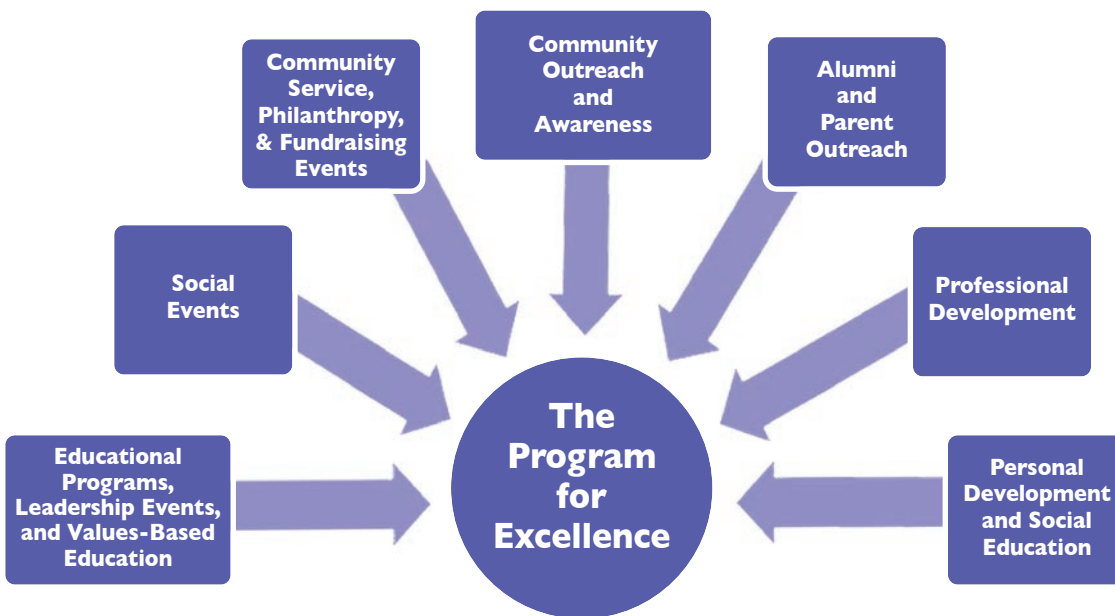 Community
Service,
Philanthropy,
& Fundraising
Events
Community
Outreach
and
Awareness
Alumni
and
Parent
Outreach
Social
Events
Professional
Development
Educational
Programs,
Leadership Events,
and Values-Based
Education
The
Program
for
Excellence
Personal
Development
and Social
Education